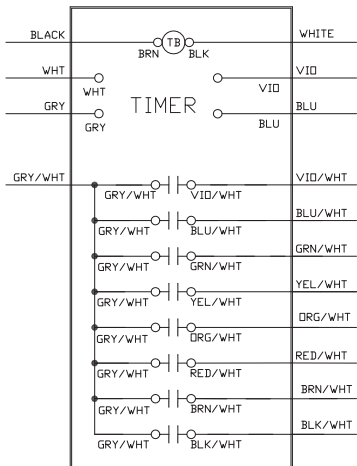 BLACK TB WHITE
BRN BLK
WHT VIO
WHT VIO
GRY TIMER BLU
GRY BLU
GRY/WHT VIO/WHT
GRY/WHT VIO/WHT
BLU/WHT
GRY/WHT BLU/WHT
GRN/WHT
GRY/WHT GRN/WHT
YEL/WHT
GRY/WHT YEL/WHT
ORG/WHT
GRY/WHT ORG/WHT
RED/WHT
GRY/WHT RED/WHT
BRN/WHT
GRY/WHT BRN/WHT
BLK/WHT
GRY/WHT BLK/WHT